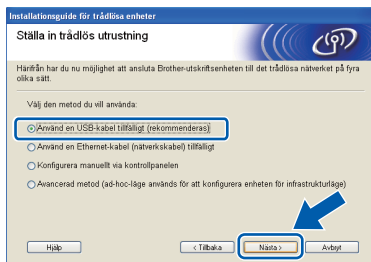 Installationsguide för trådlösa enheter
Ställa in trådlös utrustning
Härifrån har du nu möjlighet att ansluta Brother-utskriftsenheten till det trådlösa nätverket på fyra
olika sätt.
Välj den metod du vill använda:
Använd en USB-kabel tillfälligt (rekommenderas)
Använd en Ethernet-kabel (nätverkskabel) tillfälligt
Konfigurera manuellt via kontrollpanelen
Avancerad metod (ad-hoc-läge används för att konfigurera enheten för infrastrukturläge)
Hjälp
< Tillbaka
Nästa >
Avbryt